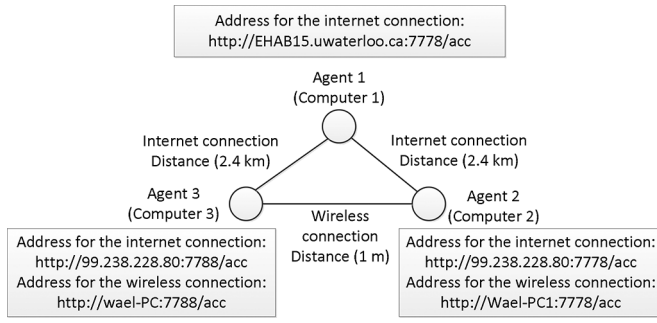 Address for the internet connection:
http://EHAB15.uwaterloo.ca:7778/acc
Agent 1
(Computer 1)
Internet connection
Distance (2.4 km)
Internet connection
Distance (2.4 km)
Agent 3
(Computer 3)
Agent 2
(Computer 2)
Wireless
connection
Distance (1 m)
Address for the internet connection:
http://99.238.228.80:7788/acc
Address for the wireless connection:
http://wael-PC:7788/acc
Address for the internet connection:
http://99.238.228.80:7778/acc
Address for the wireless connection:
http://Wael-PC1:7778/acc